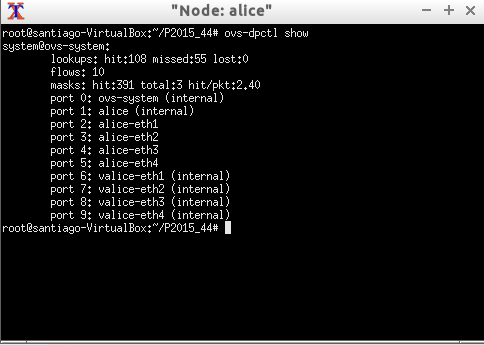 "Node: alice"
root@santiago-VirtualBox:~/P2015_44# ovs-dpctl show
system@ovs-system:
lookups: hit:108 missed:55 lost:0
flows: 10
masks: hit:391 total:3 hit/pkt:2.40
port 0: ovs-system (internal)
port 1: alice (internal)
port 2: alice-eth1
port 3: alice-eth2
port 4: alice-eth3
port 5: alice-eth4
port 6: valice-eth1 (internal)
port 7: valice-eth2 (internal)
port 8: valice-eth3 (internal)
port 9: valice-eth4 (internal)
root@santiago-VirtualBox:~/P2015_44#